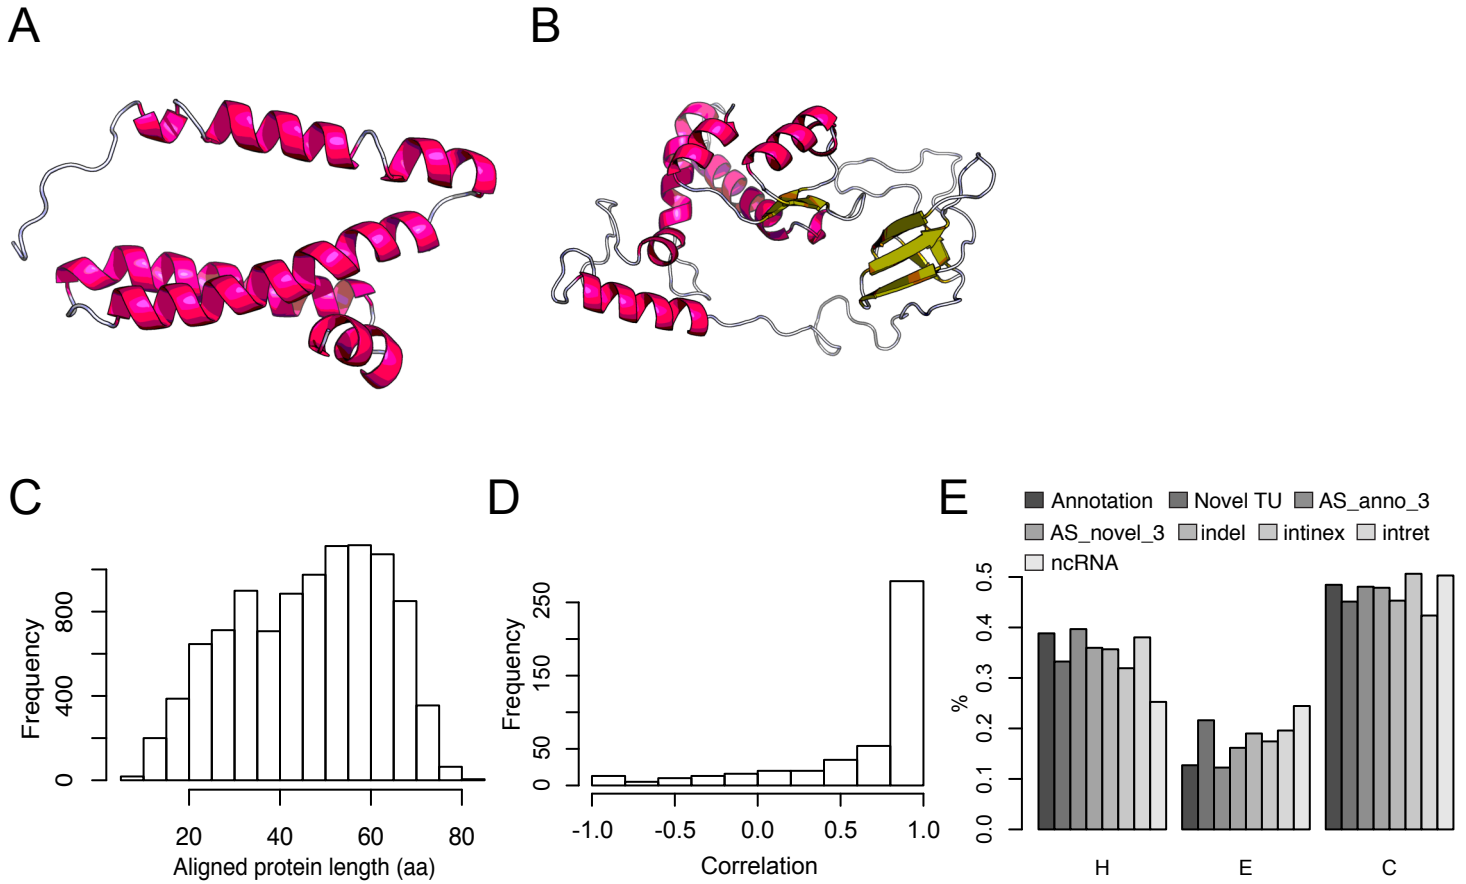 A
B
C
Frequency
0
400
800
20
40
60
80
Aligned protein length (aa)
D
Frequency
0
50
150
250
-1.0
-0.5
0.0
0.5
1.0
Correlation
E
Annotation
Novel TU
AS_anno_3
AS_novel_3
indel
intinex
intret
ncRNA
%
0.0
0.1
0.2
0.3
0.4
0.5
H
E
C